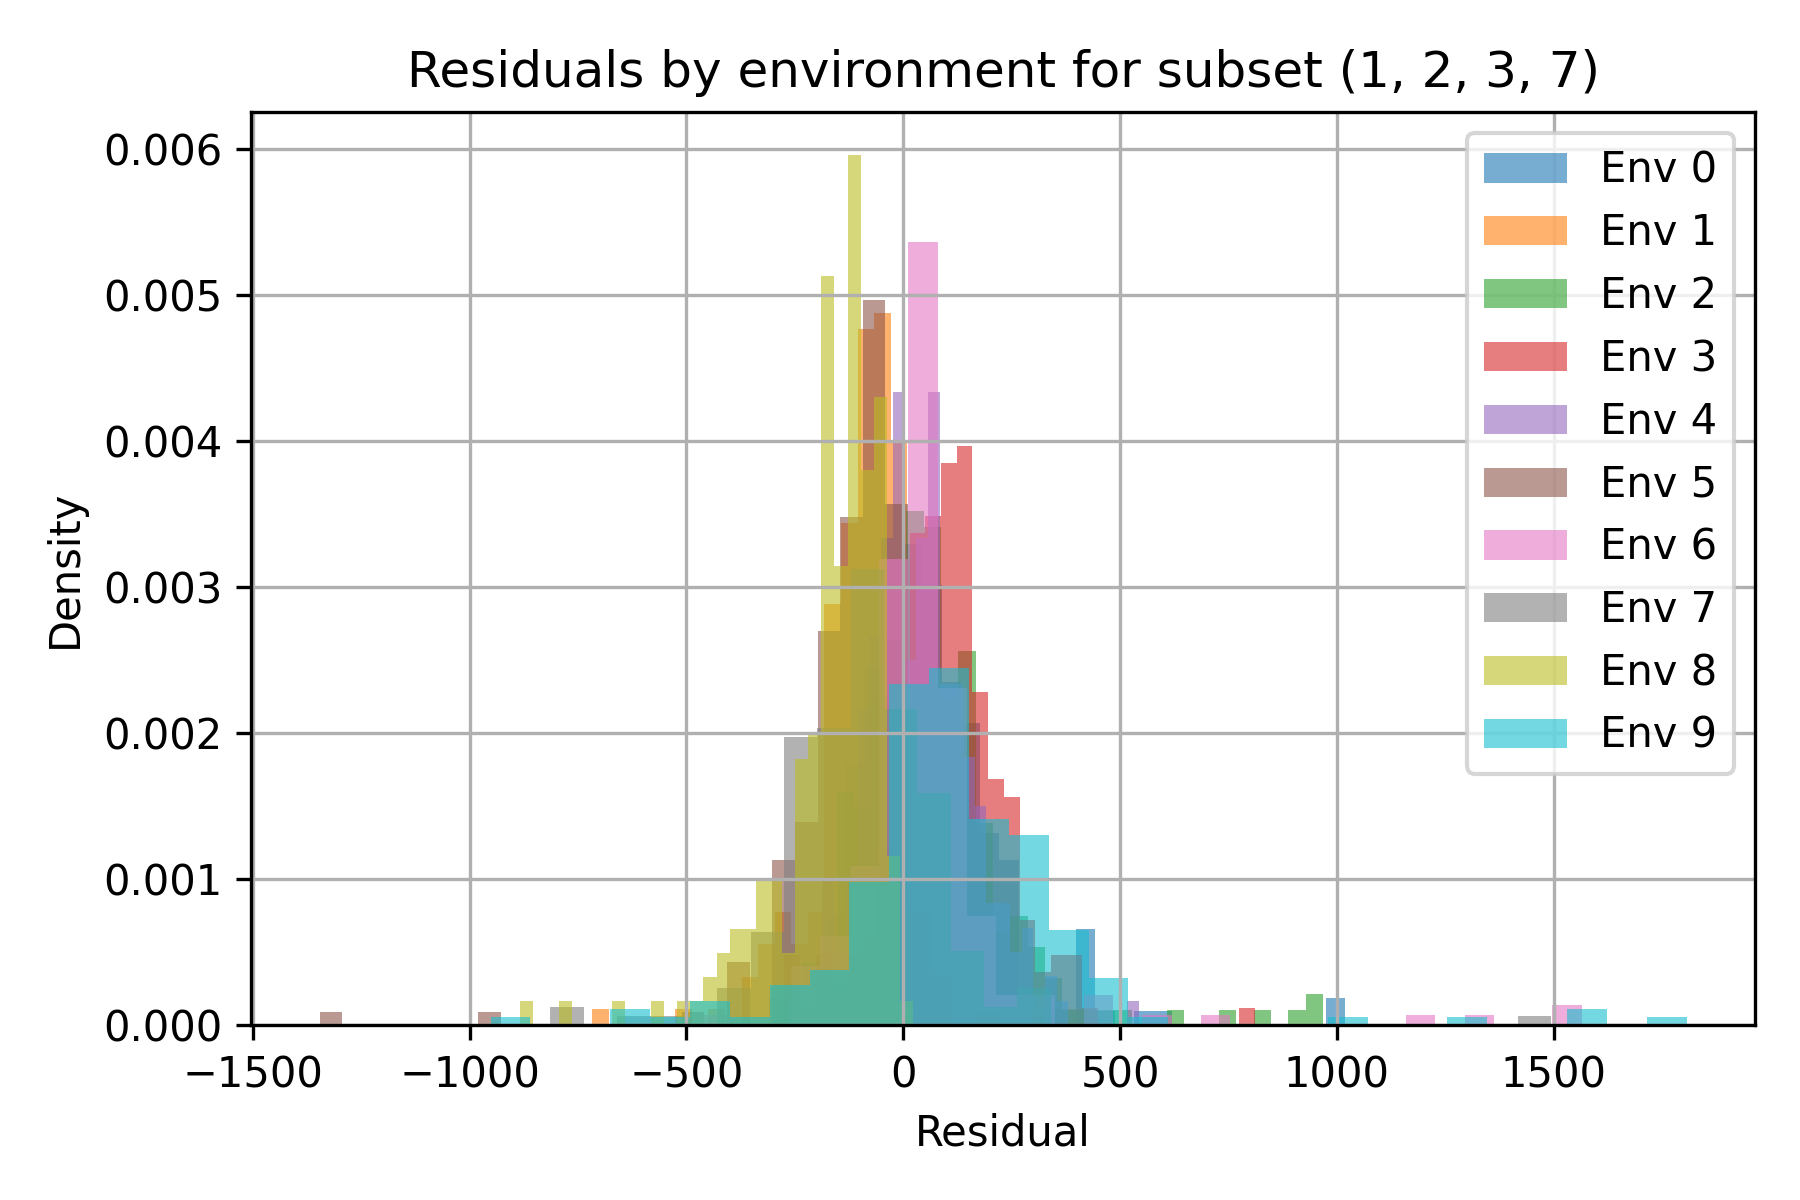 Residuals by environment for subset (1, 2, 3, 7)
Density
0.006
0.005
0.004
0.003
0.002
0.001
0.000
−1500
−1000
−500
0
500
1000
1500
Residual
Env 0
Env 1
Env 2
Env 3
Env 4
Env 5
Env 6
Env 7
Env 8
Env 9